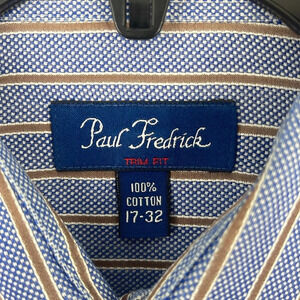 Paul Fredrick
TRIM FIT
100%
COTTON
17-32